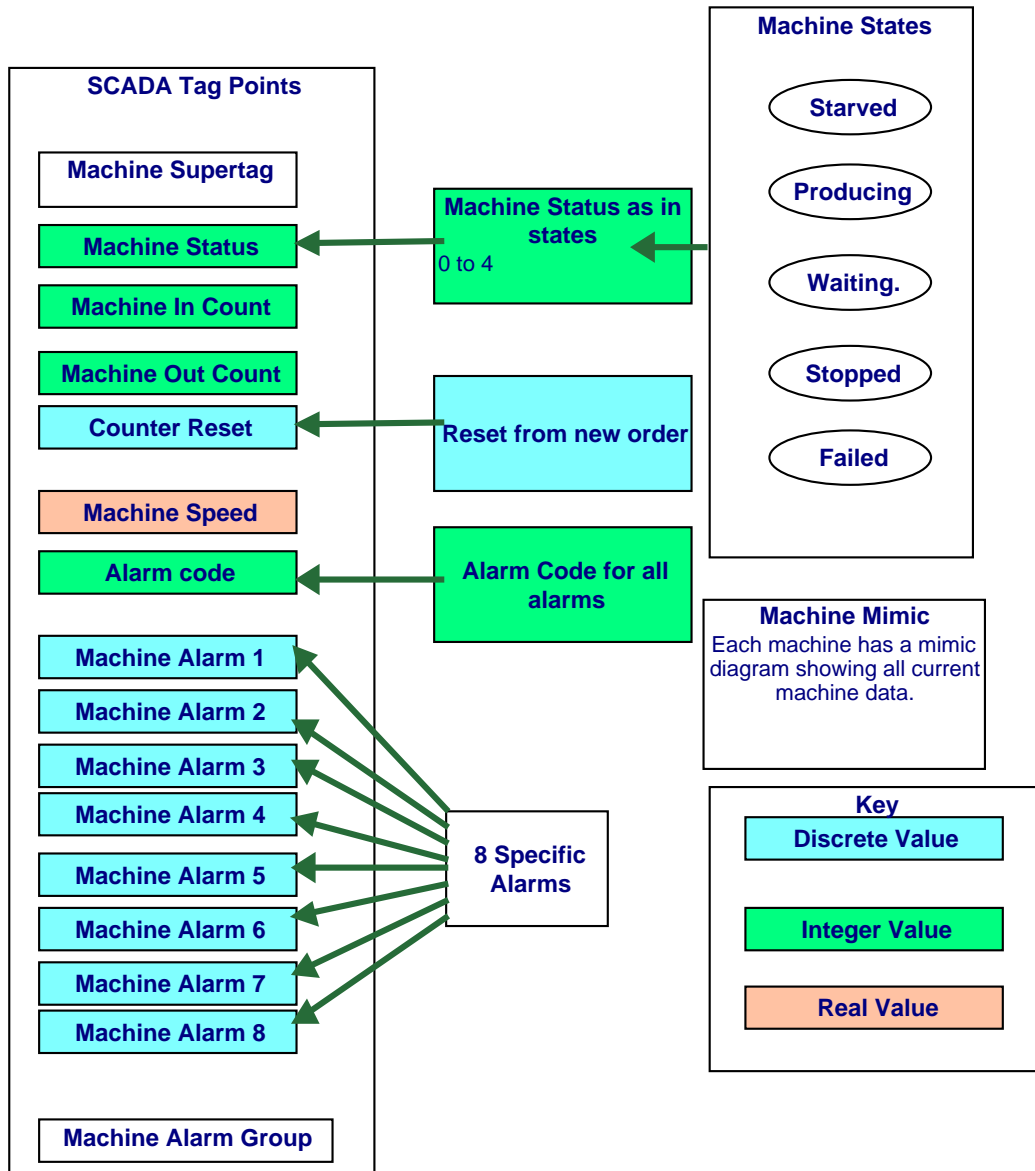 SCADA Tag Points
Machine Supertag
Machine Status
Machine In Count
Machine Out Count
Counter Reset
Machine Speed
Alarm code
Machine Alarm 1
Machine Alarm 2
Machine Alarm 3
Machine Alarm 4
Machine Alarm 5
Machine Alarm 6
Machine Alarm 7
Machine Alarm 8
Machine Alarm Group
Machine Status as in
states
0 to 4
Reset from new order
Alarm Code for all
alarms
8 Specific
Alarms
Machine States
Starved
Producing
Waiting.
Stopped
Failed
Machine Mimic
Each machine has a mimic
diagram showing all current
machine data.
Key
Discrete Value
Integer Value
Real Value